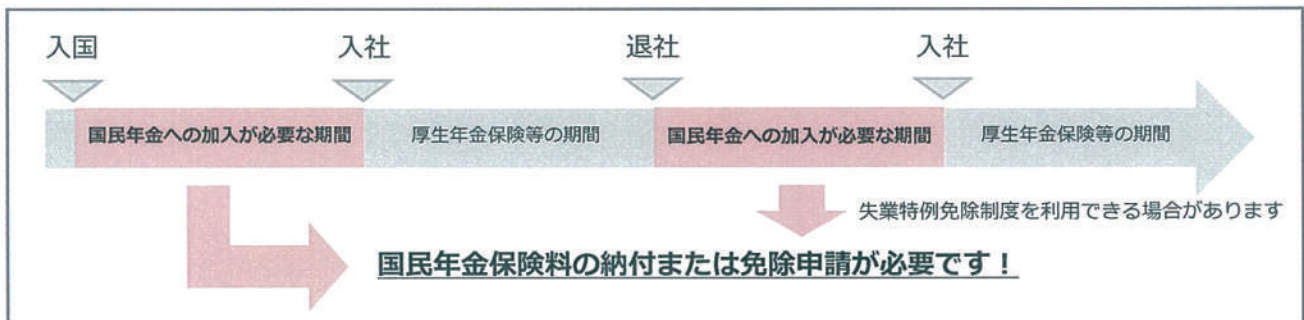 入国 入社 退社 入社
国民年金への加入が必要な期間 厚生年金保険等の期間 国民年金への加入が必要な期間 厚生年金保険等の期間
失業特例免除制度を利用できる場合があります
国民年金保険料の納付または免除申請が必要です！